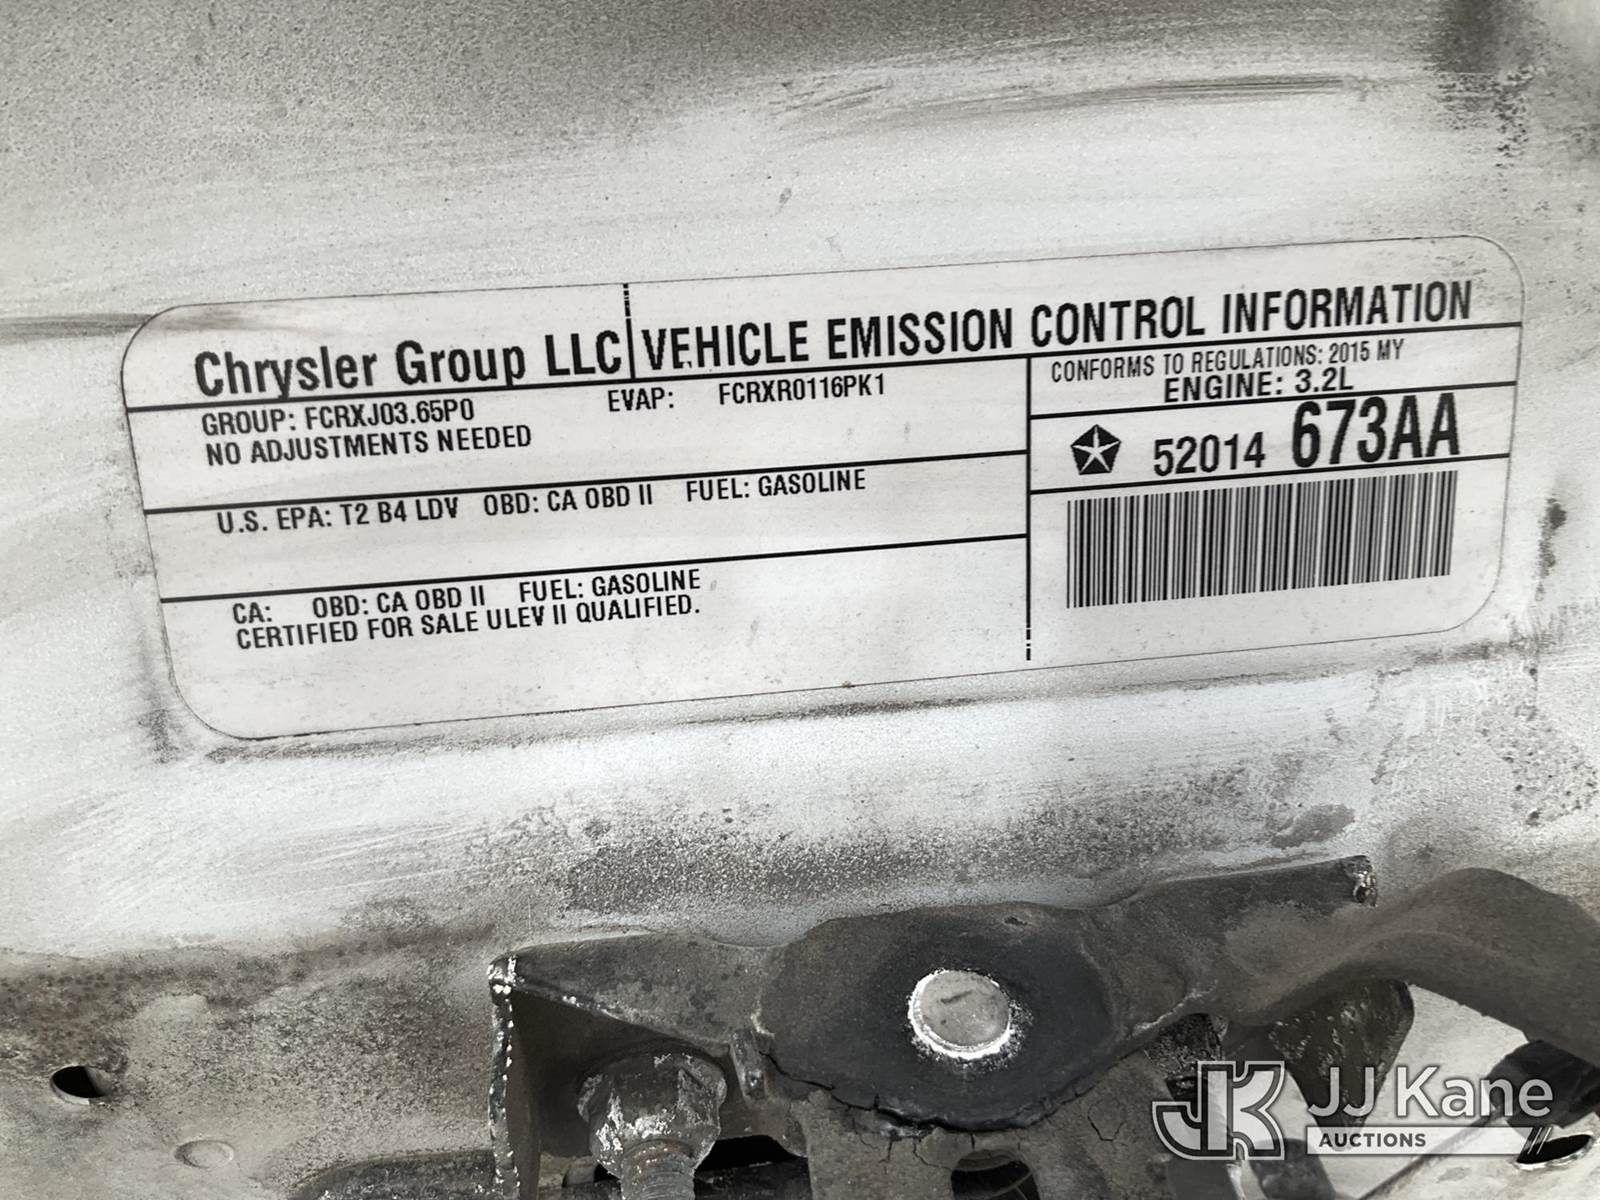 Chrysler Group LLC VEHICLE EMISSION CONTROL INFORMATION
GROUP: FCRXJ03.65P0 EVAP: FCRXR0116PK1
NO ADJUSTMENTS NEEDED
U.S. EPA: T2 B4 LDV OBD: CA OBD II FUEL: GASOLINE
CA: OBD: CA OBD II FUEL: GASOLINE
CERTIFIED FOR SALE ULEV II QUALIFIED.
CONFORMS TO REGULATIONS: 2015 MY
ENGINE: 3.2L
52014 673AA
JK JJ Kane
AUCTIONS